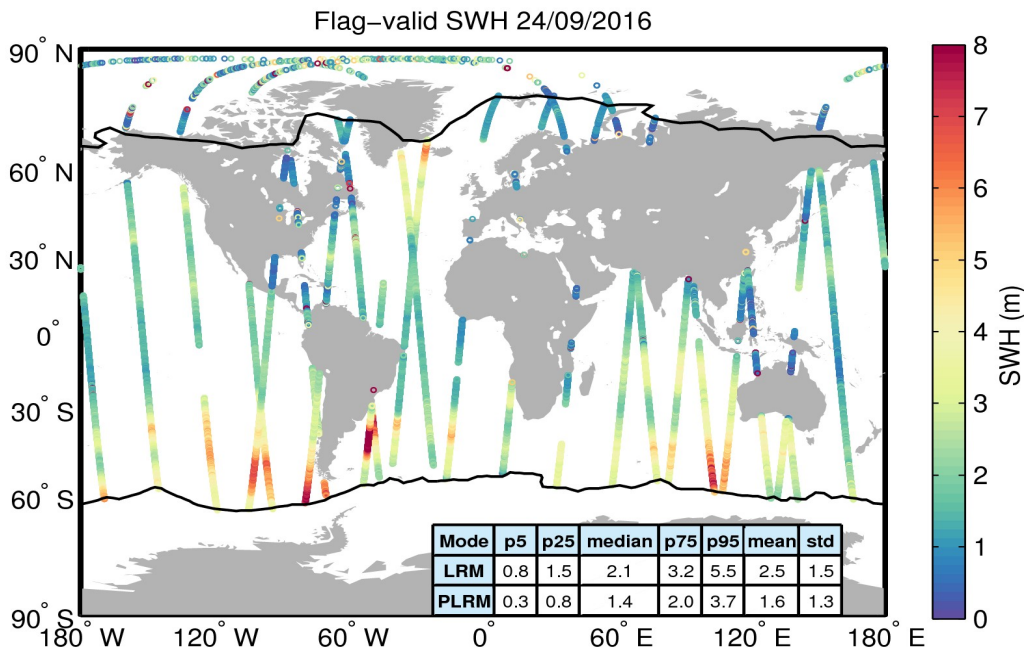 Flag−valid SWH 24/09/2016
90° N
60° N
30° N
0°
30° S
60° S
90° S
180° W
120° W
60° W
0°
60° E
120° E
180° E
Mode p5 p25 median p75 p95 mean std
LRM 0.8 1.5 2.1 3.2 5.5 2.5 1.5
PLRM 0.3 0.8 1.4 2.0 3.7 1.6 1.3
8
7
6
5
4
3
2
1
0
SWH (m)